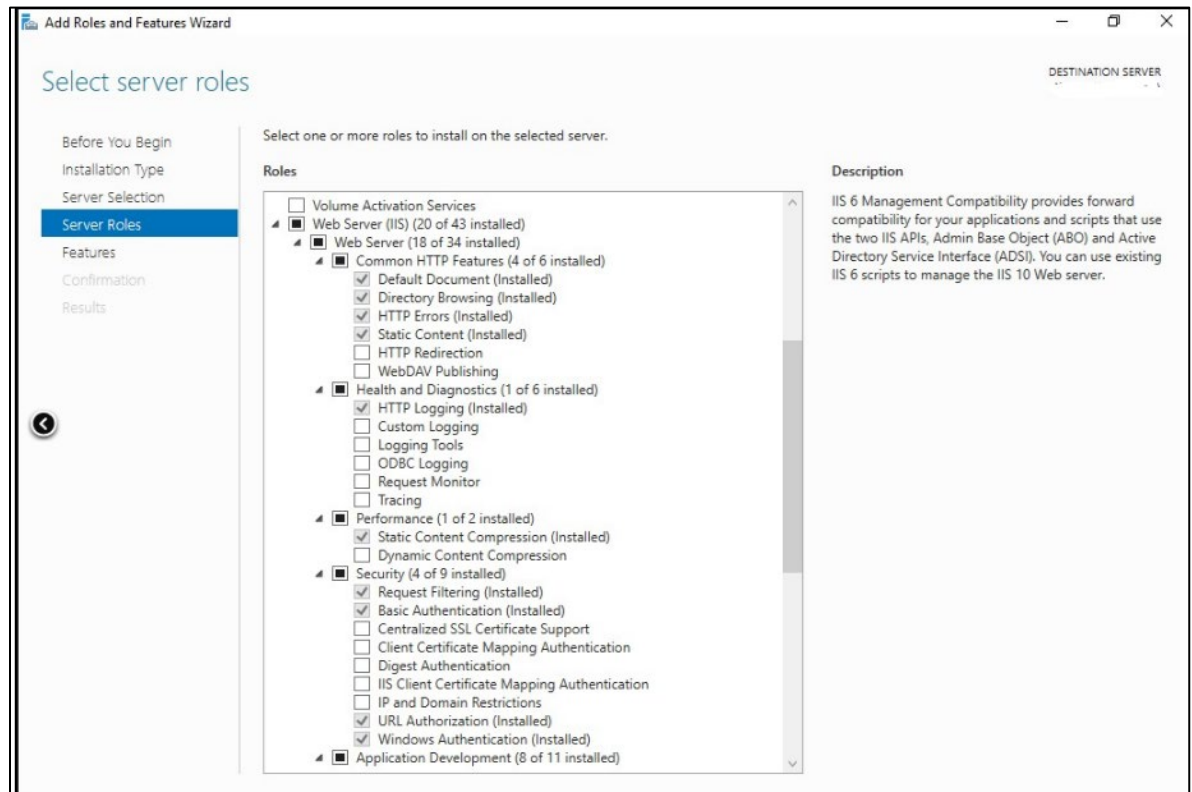 Add Roles and Features Wizard
Select server roles
DESTINATION SERVER
Before You Begin
Installation Type
Server Selection
Server Roles
Features
Confirmation
Results
Select one or more roles to install on the selected server.
Roles
Volume Activation Services
Web Server (IIS) (20 of 43 installed)
Web Server (18 of 34 installed)
Common HTTP Features (4 of 6 installed)
Default Document (Installed)
Directory Browsing (Installed)
HTTP Errors (Installed)
Static Content (Installed)
HTTP Redirection
WebDAV Publishing
Health and Diagnostics (1 of 6 installed)
HTTP Logging (Installed)
Custom Logging
Logging Tools
ODBC Logging
Request Monitor
Tracing
Performance (1 of 2 installed)
Static Content Compression (Installed)
Dynamic Content Compression
Security (4 of 9 installed)
Request Filtering (Installed)
Basic Authentication (Installed)
Centralized SSL Certificate Support
Client Certificate Mapping Authentication
Digest Authentication
IIS Client Certificate Mapping Authentication
IP and Domain Restrictions
URL Authorization (Installed)
Windows Authentication (Installed)
Application Development (8 of 11 installed)
Description
IIS 6 Management Compatibility provides forward
compatibility for your applications and scripts that use
the two IIS APIs, Admin Base Object (ABO) and Active
Directory Service Interface (ADSI). You can use existing
IIS 6 scripts to manage the IIS 10 Web server.